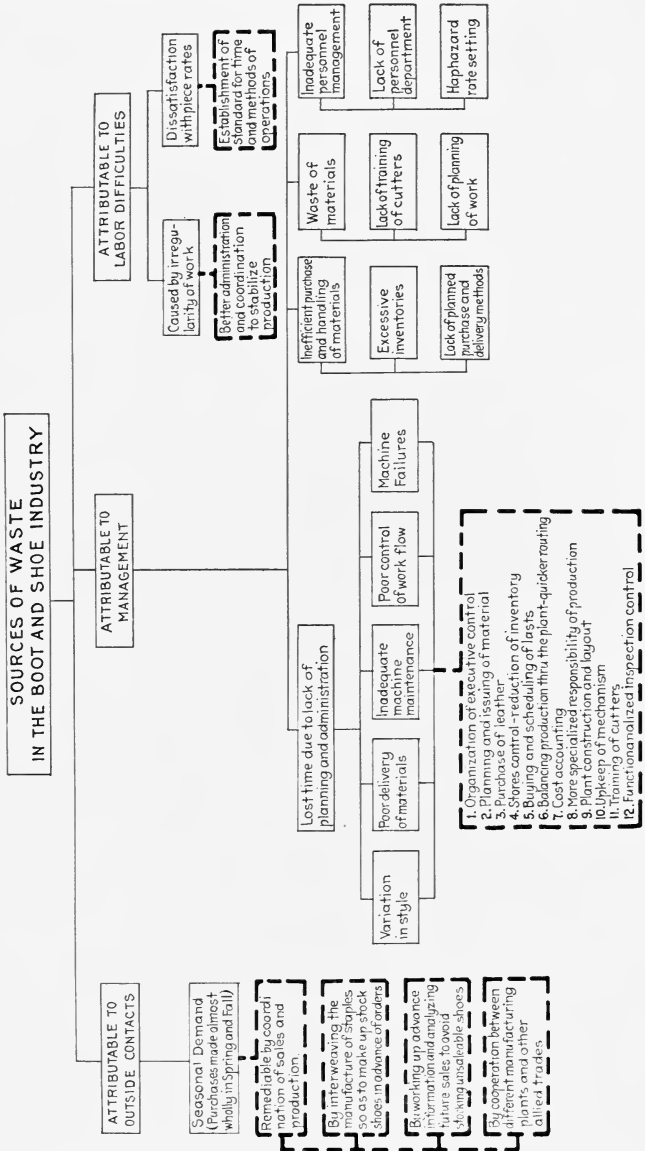 SOURCES OF WASTE
IN THE BOOT AND SHOE INDUSTRY
ATTRIBUTABLE TO
OUTSIDE CONTACTS
Seasonal Demand
(Purchases made almost
wholly in Spring and Fall)
Remediable by coordi
nation of sales and
production
By interweaving the
manufacture of staples
so as to make up stock
shoes in advance of orders
By working up advance
information and analyzing
future sales to avoid
stocking unsaleable shoes
By cooperation between
different manufacturing
plants and other
allied trades
ATTRIBUTABLE TO
MANAGEMENT
Lost time due to lack of
planning and administration
Variation
in style
Poor delivery
of materials
Inadequate
machine
maintenance
Poor control
of work flow
Machine
Failures
1. Organization of executive control
2. Planning and issuing of material
3. Purchase of leather
4. Stores control-reduction of inventory
5. Buying and scheduling of lasts
6. Balancing production thru the plant-quicker routing
7. Cost accounting
8. More specialized responsibility of production
9. Plant construction and layout
10. Upkeep of mechanism
11. Training of cutters
12. Functionanalized inspection control
Inefficient purchase
and handling
of materials
Excessive
inventories
Lack of planned
purchase and
delivery methods
Waste of
materials
Lack of training
of cutters
Lack of planning
of work
Inadequate
personnel
management
Lack of
personnel
department
Haphazard
rate setting
ATTRIBUTABLE TO
LABOR DIFFICULTIES
Caused by irregu-
larity of work
Better administration
and coordination
to stabilize
production
Dissatisfaction
with piece rates
Establishment of
standard for time
and methods of
operations